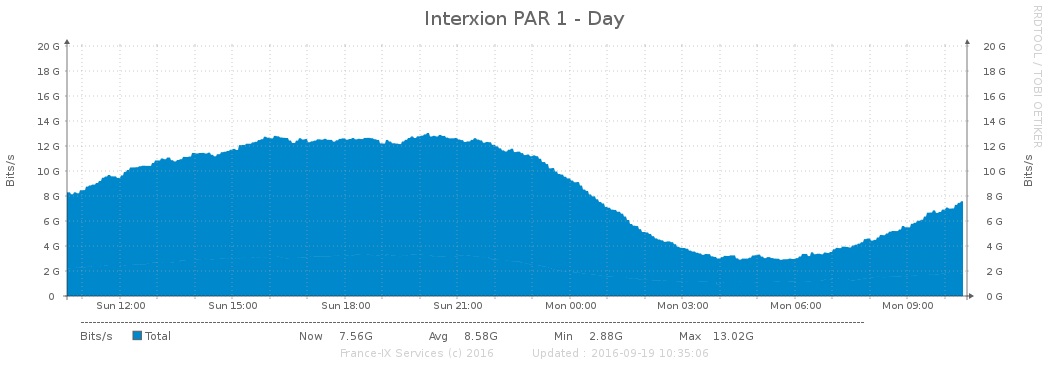 Interxion PAR 1 - Day
RRDTOOL / TOBI OETIKER
Bits/s
20 G
18 G
16 G
14 G
12 G
10 G
8 G
6 G
4 G
2 G
0
20 G
18 G
16 G
14 G
12 G
10 G
8 G
6 G
4 G
2 G
0 G
Bits/s
Sun 12:00 Sun 15:00 Sun 18:00 Sun 21:00 Mon 00:00 Mon 03:00 Mon 06:00 Mon 09:00
Bits/s Total Now 7.56G Avg 8.58G Min 2.88G Max 13.02G
France-IX Services (c) 2016 Updated : 2016-09-19 10:35:06